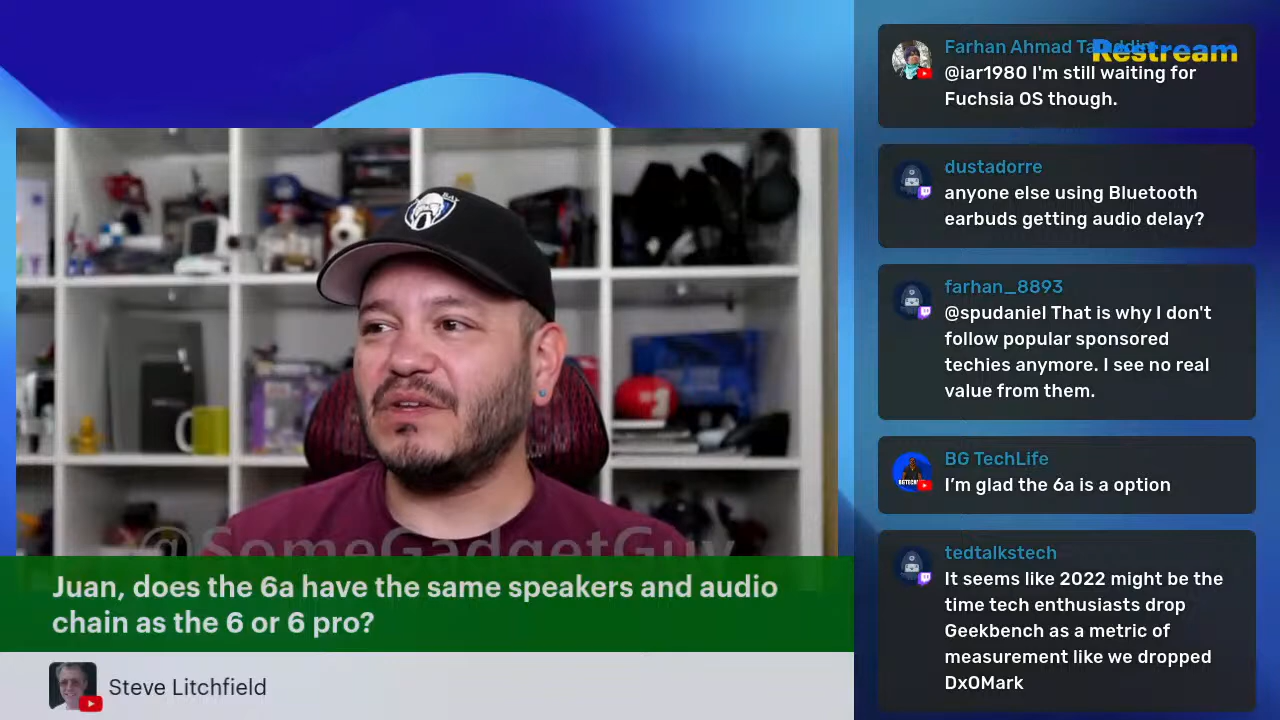 @SomeGadgetGuy
Juan, does the 6a have the same speakers and audio
chain as the 6 or 6 pro?
Steve Litchfield
Restream
Farhan Ahmad
@iar1980 I'm still waiting for
Fuchsia OS though.
dustadorre
anyone else using Bluetooth
earbuds getting audio delay?
farhan_8893
@spudaniel That is why I don't
follow popular sponsored
techies anymore. I see no real
value from them.
BG TechLife
I’m glad the 6a is a option
tedtalkstech
It seems like 2022 might be the
time tech enthusiasts drop
Geekbench as a metric of
measurement like we dropped
DxOMark